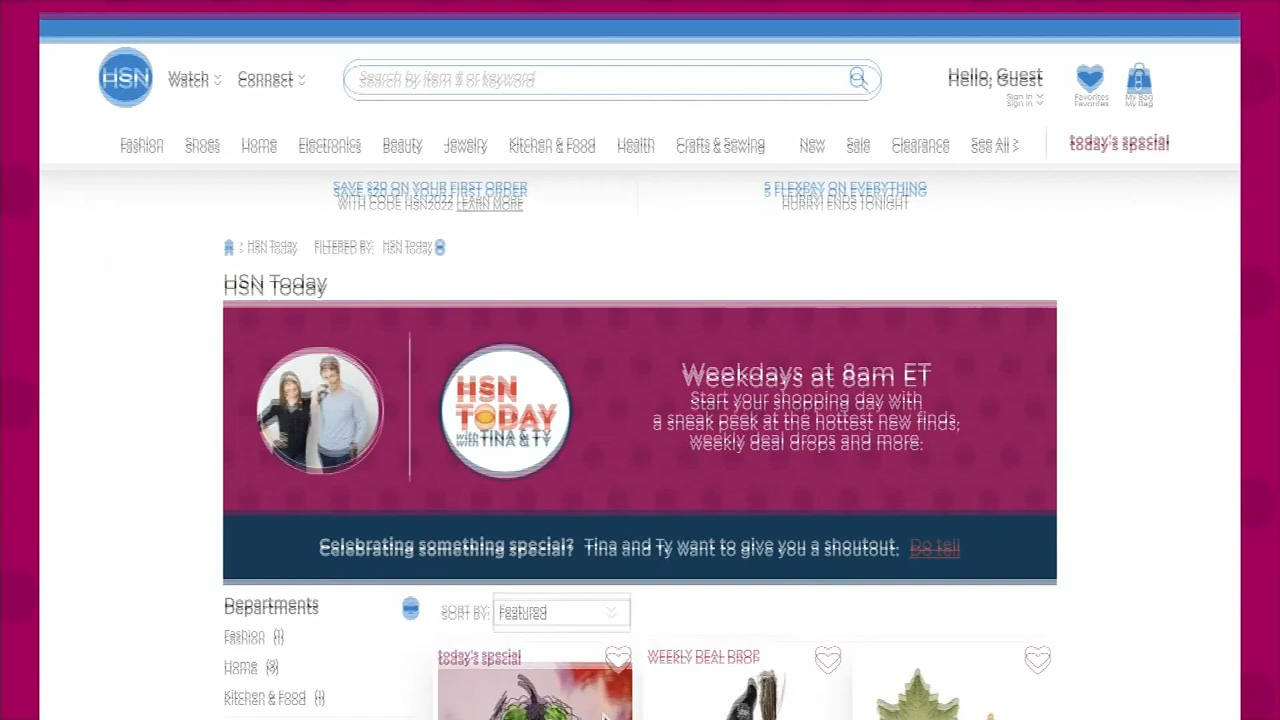 HSN
Watch
Connect
Search by item # or keyword
Hello, Guest
Sign In
Favorites
My Bag
Fashion Shoes Home Electronics Beauty Jewelry Kitchen & Food Health Crafts & Sewing New Sale Clearance See All > today's special
SAVE $20 ON YOUR FIRST ORDER
WITH CODE HSN2022 LEARN MORE
5 FLEXPAY ON EVERYTHING
HURRY! ENDS TONIGHT
> HSN Today FILTERED BY: HSN Today
HSN Today
HSN
TODAY
with TINA & TY
Weekdays at 8am ET
Start your shopping day with
a sneak peek at the hottest new finds,
weekly deal drops and more.
Celebrating something special? Tina and Ty want to give you a shoutout. Do tell
Departments
SORT BY: Featured
Fashion (1)
Home (9)
Kitchen & Food (1)
today's special
WEEKLY DEAL DROP